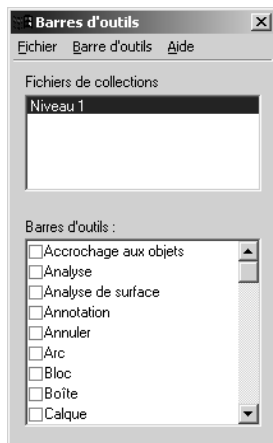 Barres d'outils
Fichier Barre d'outils Aide
Fichiers de collections
Niveau 1
Barres d'outils :
Accrochage aux objets
Analyse
Analyse de surface
Annotation
Annuler
Arc
Bloc
Boîte
Calque